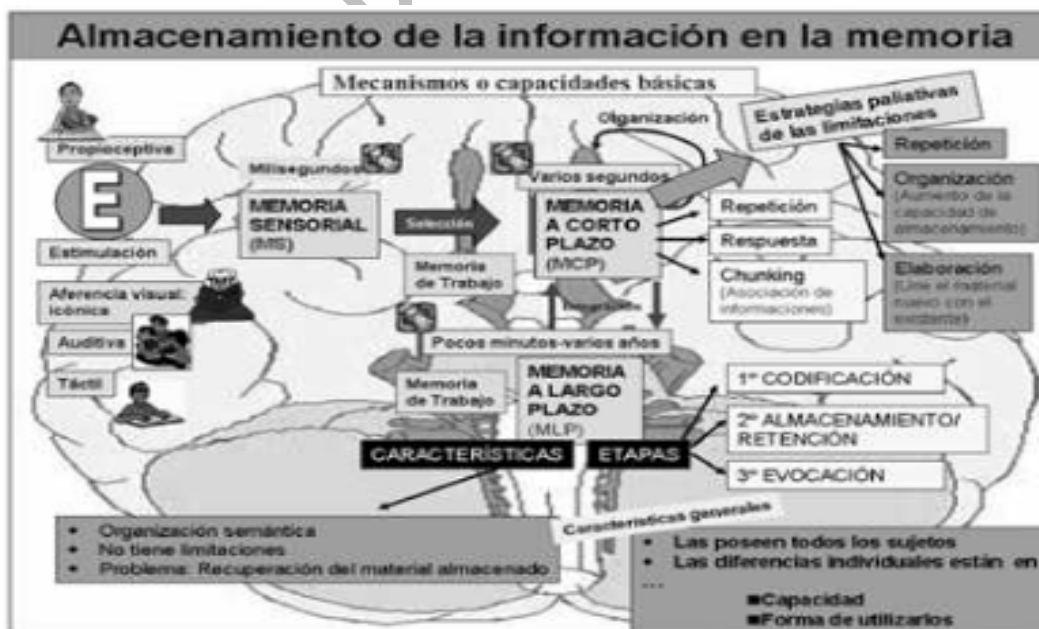 Almacenamiento de la información en la memoria
Mecanismos o capacidades básicas
Propioceptiva
E
Estimulación
Aferencia visual:
icónica
Auditiva
Táctil
Milisegundos
MEMORIA
SENSORIAL
(MS)
Selección
Memoria
de Trabajo
Organización
Varios segundos
MEMORIA
A CORTO
PLAZO
(MCP)
Repetición
Respuesta
Chunking
(Asociación de
informaciones)
Estrategias paliativas
de las limitaciones
Repetición
Organización
(Aumento de la
capacidad de
almacenamiento)
Elaboración
(Une el material
nuevo con el
existente)
Pocos minutos-varios años
Memoria
de Trabajo
MEMORIA
A LARGO
PLAZO
(MLP)
CARACTERÍSTICAS
ETAPAS
1º CODIFICACIÓN
2º ALMACENAMIENTO/
RETENCIÓN
3º EVOCACIÓN
• Organización semántica
• No tiene limitaciones
• Problema: Recuperación del material almacenado
Características generales
• Las poseen todos los sujetos
• Las diferencias individuales están en
...
■Capacidad
■Forma de utilizarlos